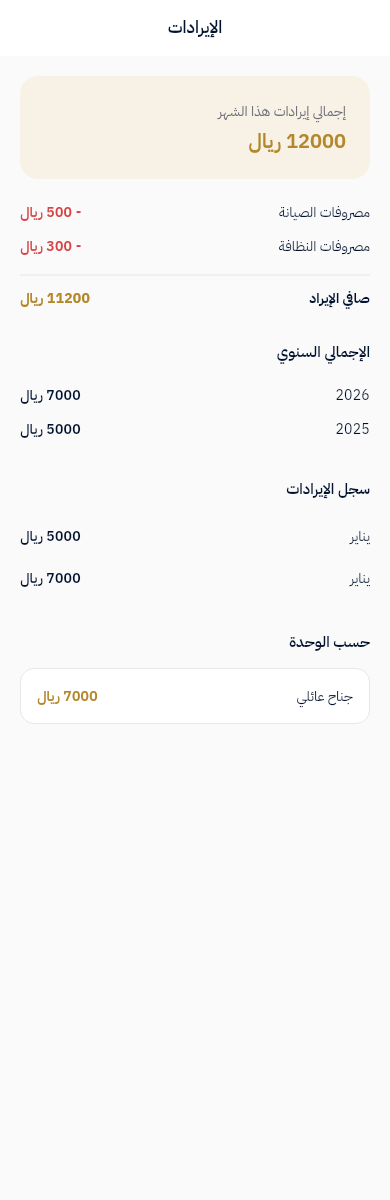 الإيرادات
إجمالي إيرادات هذا الشهر
12000 ريال
مصروفات الصيانة - 500 ريال
مصروفات النظافة - 300 ريال
صافي الإيراد 11200 ريال
الإجمالي السنوي
2026 7000 ريال
2025 5000 ريال
سجل الإيرادات
يناير 5000 ريال
يناير 7000 ريال
حسب الوحدة
جناح عائلي 7000 ريال